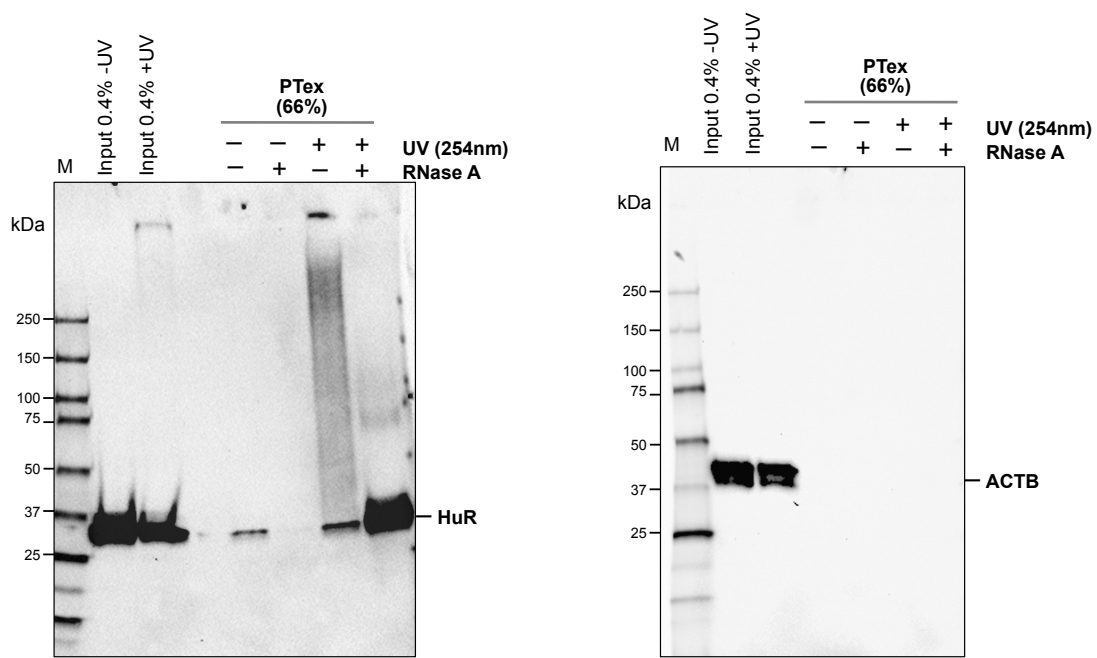 Input 0.4% -UV
Input 0.4% +UV
PTex
(66%)
− − + + UV (254nm)
− + − + RNase A
M
kDa
250
150
100
75
50
37
25
HuR
Input 0.4% -UV
Input 0.4% +UV
PTex
(66%)
− − + + UV (254nm)
− + − + RNase A
M
kDa
250
150
100
75
50
37
25
ACTB